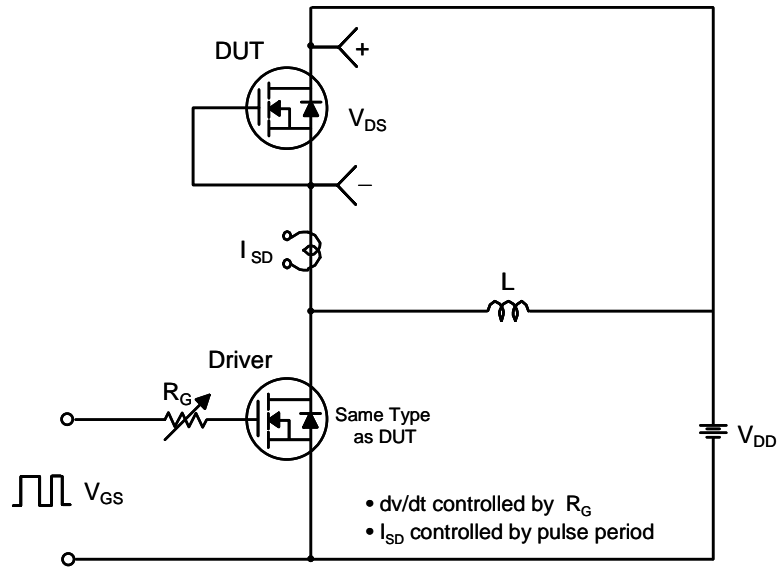 DUT
+
V_DS
−
I_SD
L
Driver
R_G
Same Type
as DUT
V_DD
V_GS
• dv/dt controlled by R_G
• I_SD controlled by pulse period